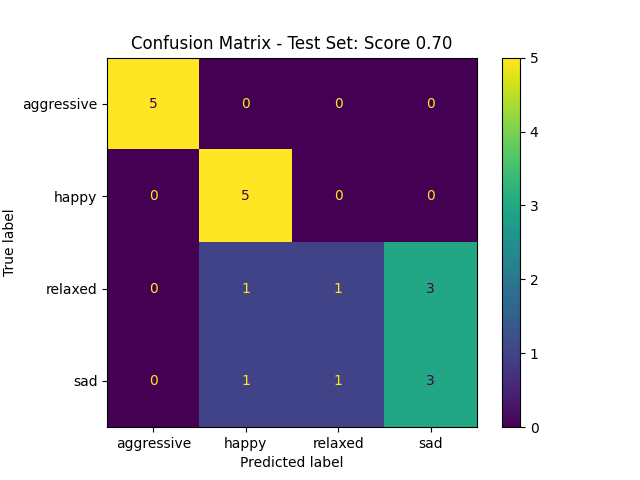 Confusion Matrix - Test Set: Score 0.70
True label
aggressive 5 0 0 0
happy 0 5 0 0
relaxed 0 1 1 3
sad 0 1 1 3
aggressive happy relaxed sad
Predicted label
5
4
3
2
1
0